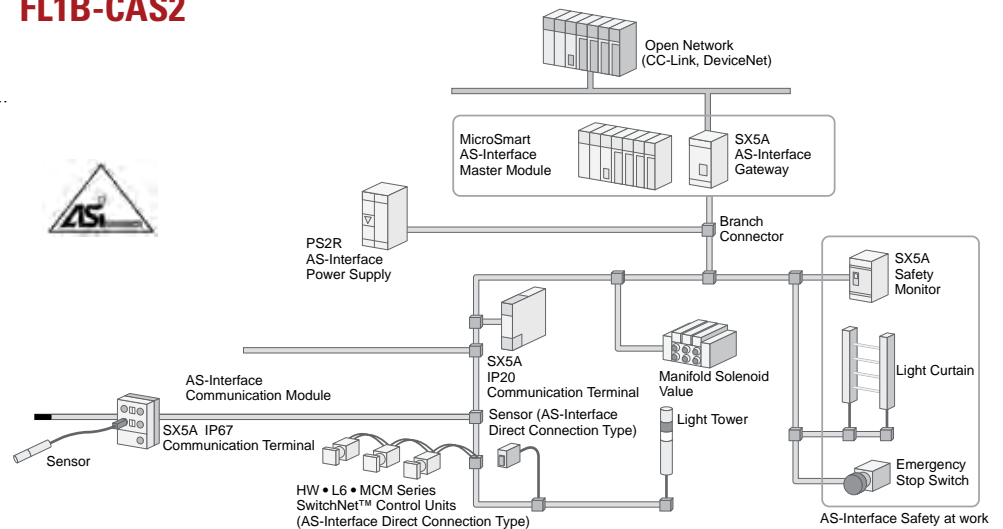 FL1B-CAS2
Open Network
(CC-Link, DeviceNet)
MicroSmart
AS-Interface
Master Module
SX5A
AS-Interface
Gateway
ASi
PS2R
AS-Interface
Power Supply
Branch
Connector
SX5A
Safety
Monitor
SX5A
IP20
Communication Terminal
Manifold Solenoid
Value
Light Curtain
AS-Interface
Communication Module
Sensor (AS-Interface
Direct Connection Type)
Light Tower
SX5A IP67
Communication Terminal
Sensor
HW • L6 • MCM Series
SwitchNet™ Control Units
(AS-Interface Direct Connection Type)
Emergency
Stop Switch
AS-Interface Safety at work